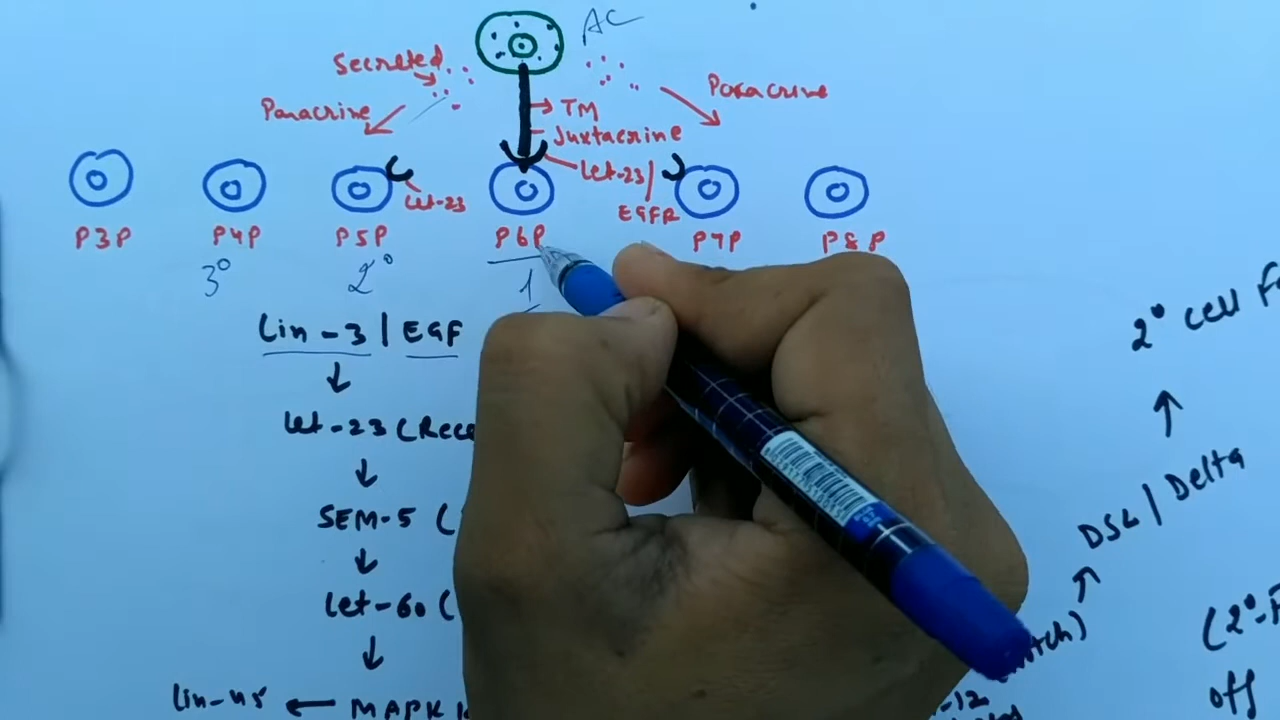 AC
Secreted
Paracrine
Paracrine
TM
Juxtacrine
Let-23/
EGFR
Let-23
P3P P4P P5P P6P P7P P8P
3° 2° 1
Lin-3 | EGF
Let-23 (Rece
SEM-5 (
Let-60 (
Lin-45 ← MAPK
2° cell F
DSL / Delta
(2°-
off
-12